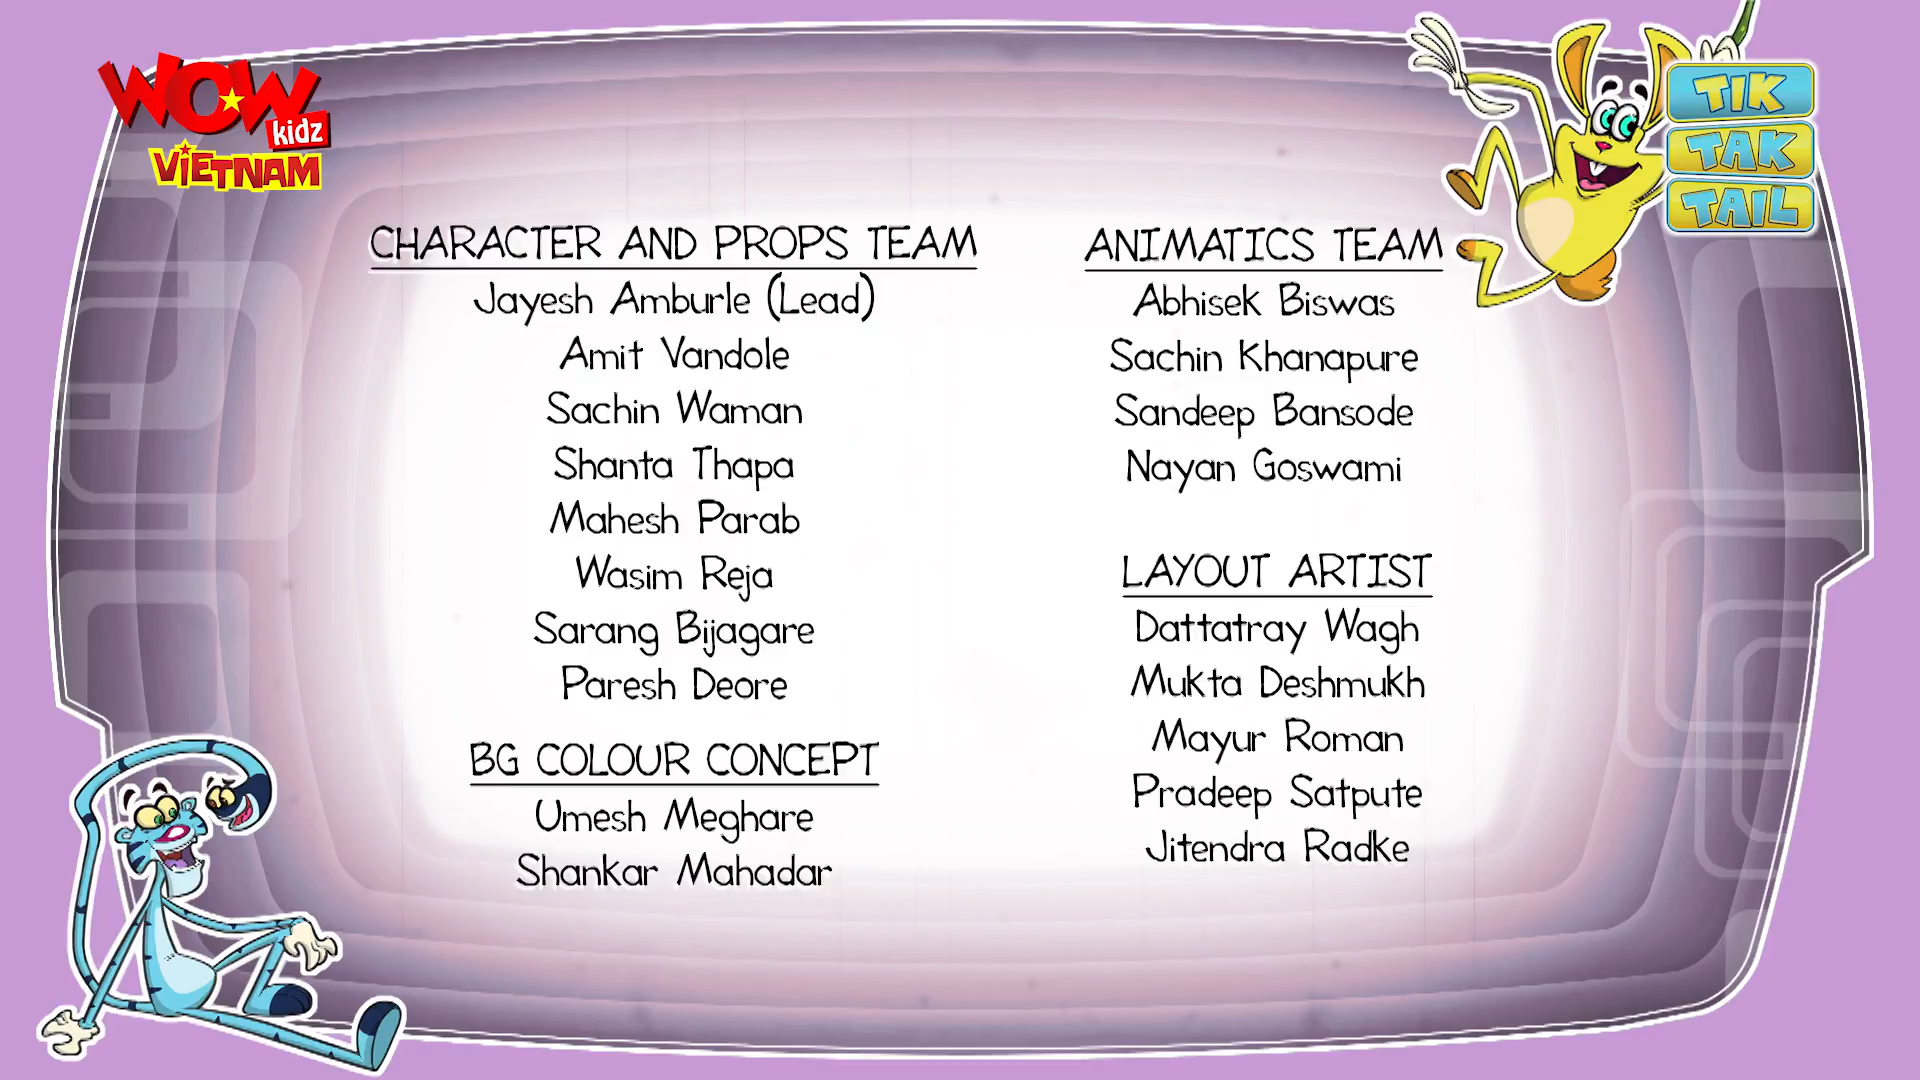 WOW
kidz
VIETNAM
TIK
TAK
TAIL
CHARACTER AND PROPS TEAM
Jayesh Amburle (Lead)
Amit Vandole
Sachin Waman
Shanta Thapa
Mahesh Parab
Wasim Reja
Sarang Bijagare
Paresh Deore
BG COLOUR CONCEPT
Umesh Meghare
Shankar Mahadar
ANIMATICS TEAM
Abhisek Biswas
Sachin Khanapure
Sandeep Bansode
Nayan Goswami
LAYOUT ARTIST
Dattatray Wagh
Mukta Deshmukh
Mayur Roman
Pradeep Satpute
Jitendra Radke